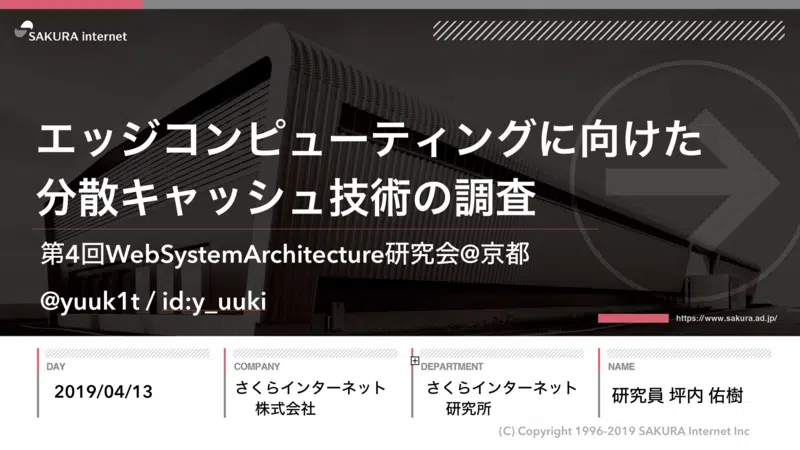 SAKURA internet
エッジコンピューティングに向けた
分散キャッシュ技術の調査
第4回WebSystemArchitecture研究会@京都
@yuuk1t / id:y_uuki
https://www.sakura.ad.jp/
DAY
2019/04/13
COMPANY
さくらインターネット
株式会社
DEPARTMENT
さくらインターネット
研究所
NAME
研究員 坪内 佑樹
(C) Copyright 1996-2019 SAKURA Internet Inc